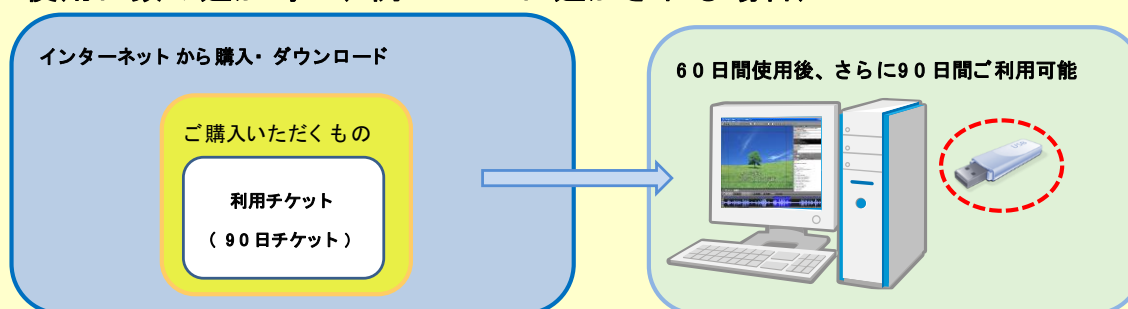 インターネットから購入・ダウンロード
60日間使用後、さらに90日間ご利用可能
ご購入いただくもの
利用チケット
（90日チケット）
USB